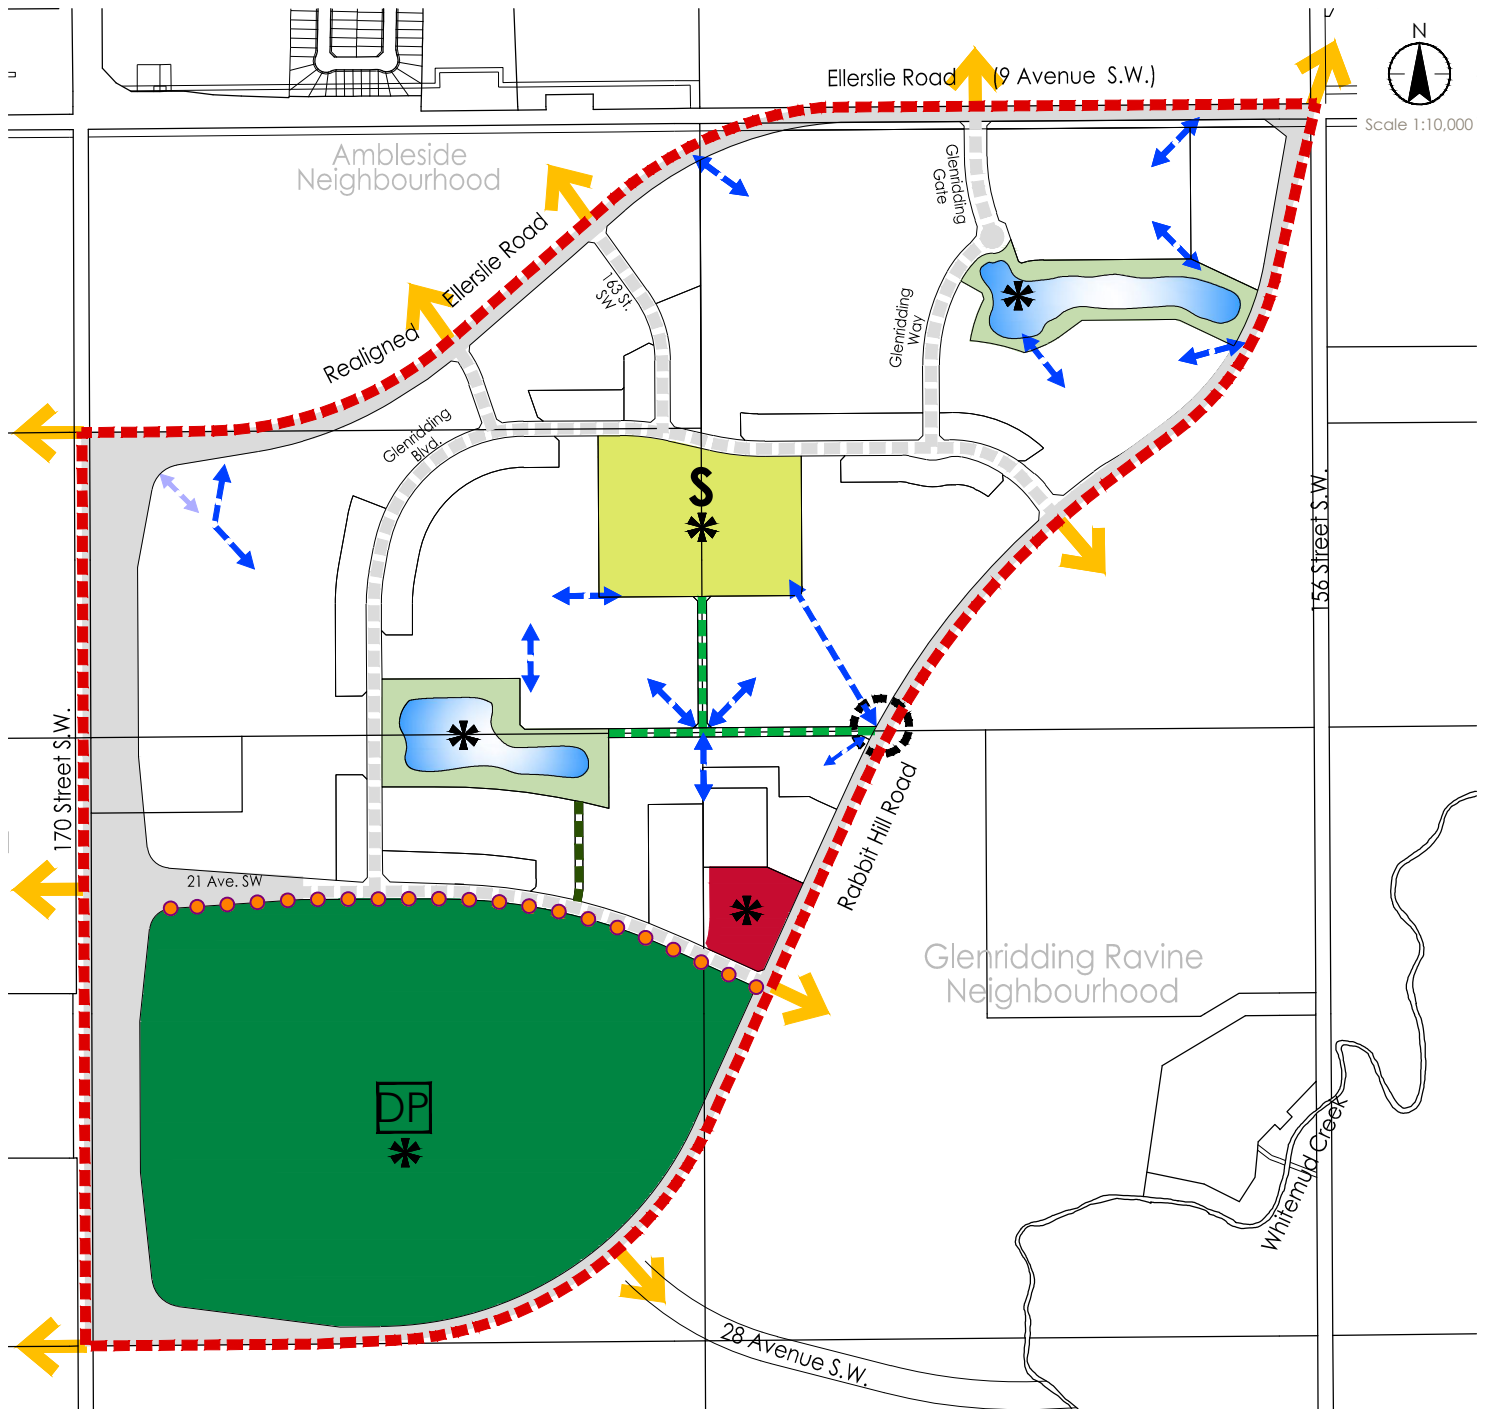 N
Ellerslie Road (9 Avenue S.W.)
Scale 1:10,000
Ambleside
Neighbourhood
Glenridding
Gate
Realigned Ellerslie Road
163 St.
SW
Glenridding
Way
Glenridding
Blvd.
S
*
*
156 Street S.W.
170 Street S.W.
*
Rabbit Hill Road
21 Ave. SW
*
Glenridding Ravine
Neighbourhood
DP
*
Whitemud Creek
28 Avenue S.W.